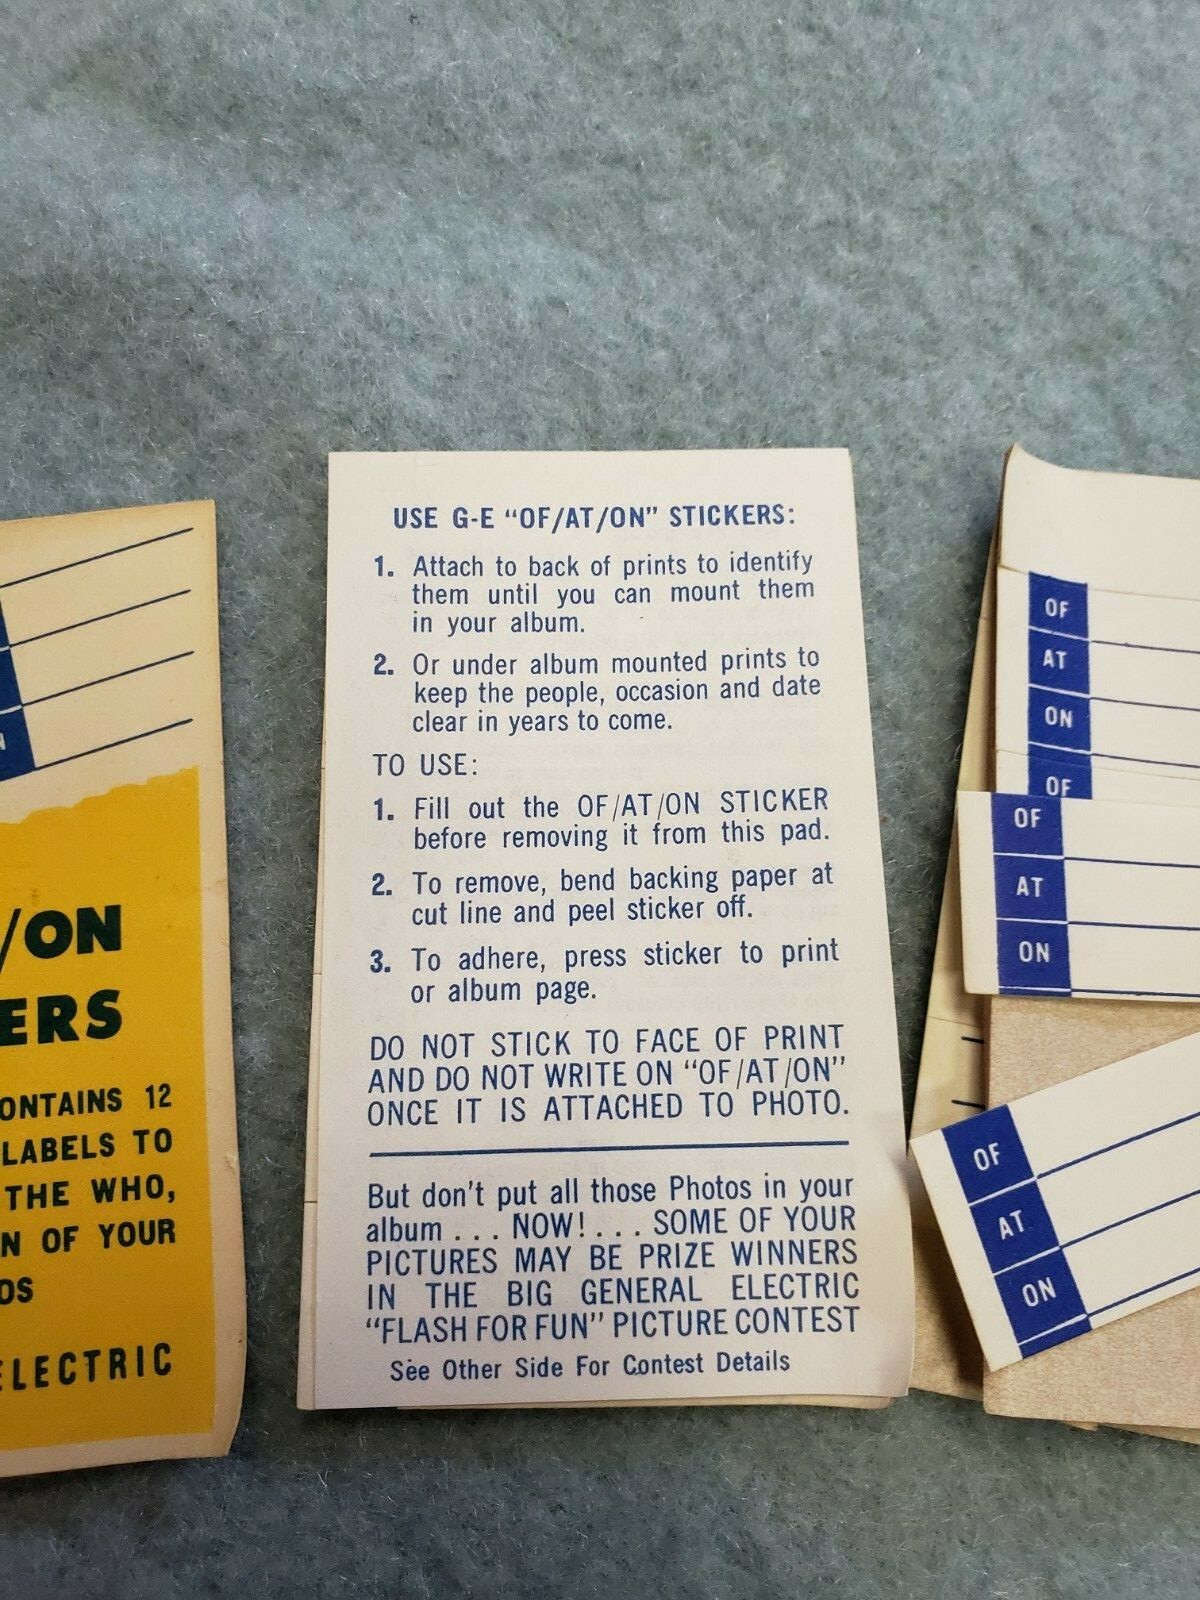 N
/ON
ERS
ONTAINS 12
LABELS TO
THE WHO,
N OF YOUR
OS
ELECTRIC
USE G-E “OF/AT/ON” STICKERS:
1. Attach to back of prints to identify
them until you can mount them
in your album.
2. Or under album mounted prints to
keep the people, occasion and date
clear in years to come.
TO USE:
1. Fill out the OF/AT/ON STICKER
before removing it from this pad.
2. To remove, bend backing paper at
cut line and peel sticker off.
3. To adhere, press sticker to print
or album page.
DO NOT STICK TO FACE OF PRINT
AND DO NOT WRITE ON “OF/AT/ON”
ONCE IT IS ATTACHED TO PHOTO.
But don't put all those Photos in your
album . . . NOW! . . . SOME OF YOUR
PICTURES MAY BE PRIZE WINNERS
IN THE BIG GENERAL ELECTRIC
“FLASH FOR FUN” PICTURE CONTEST
See Other Side For Contest Details
OF
AT
ON
OF
OF
AT
ON
OF
AT
ON